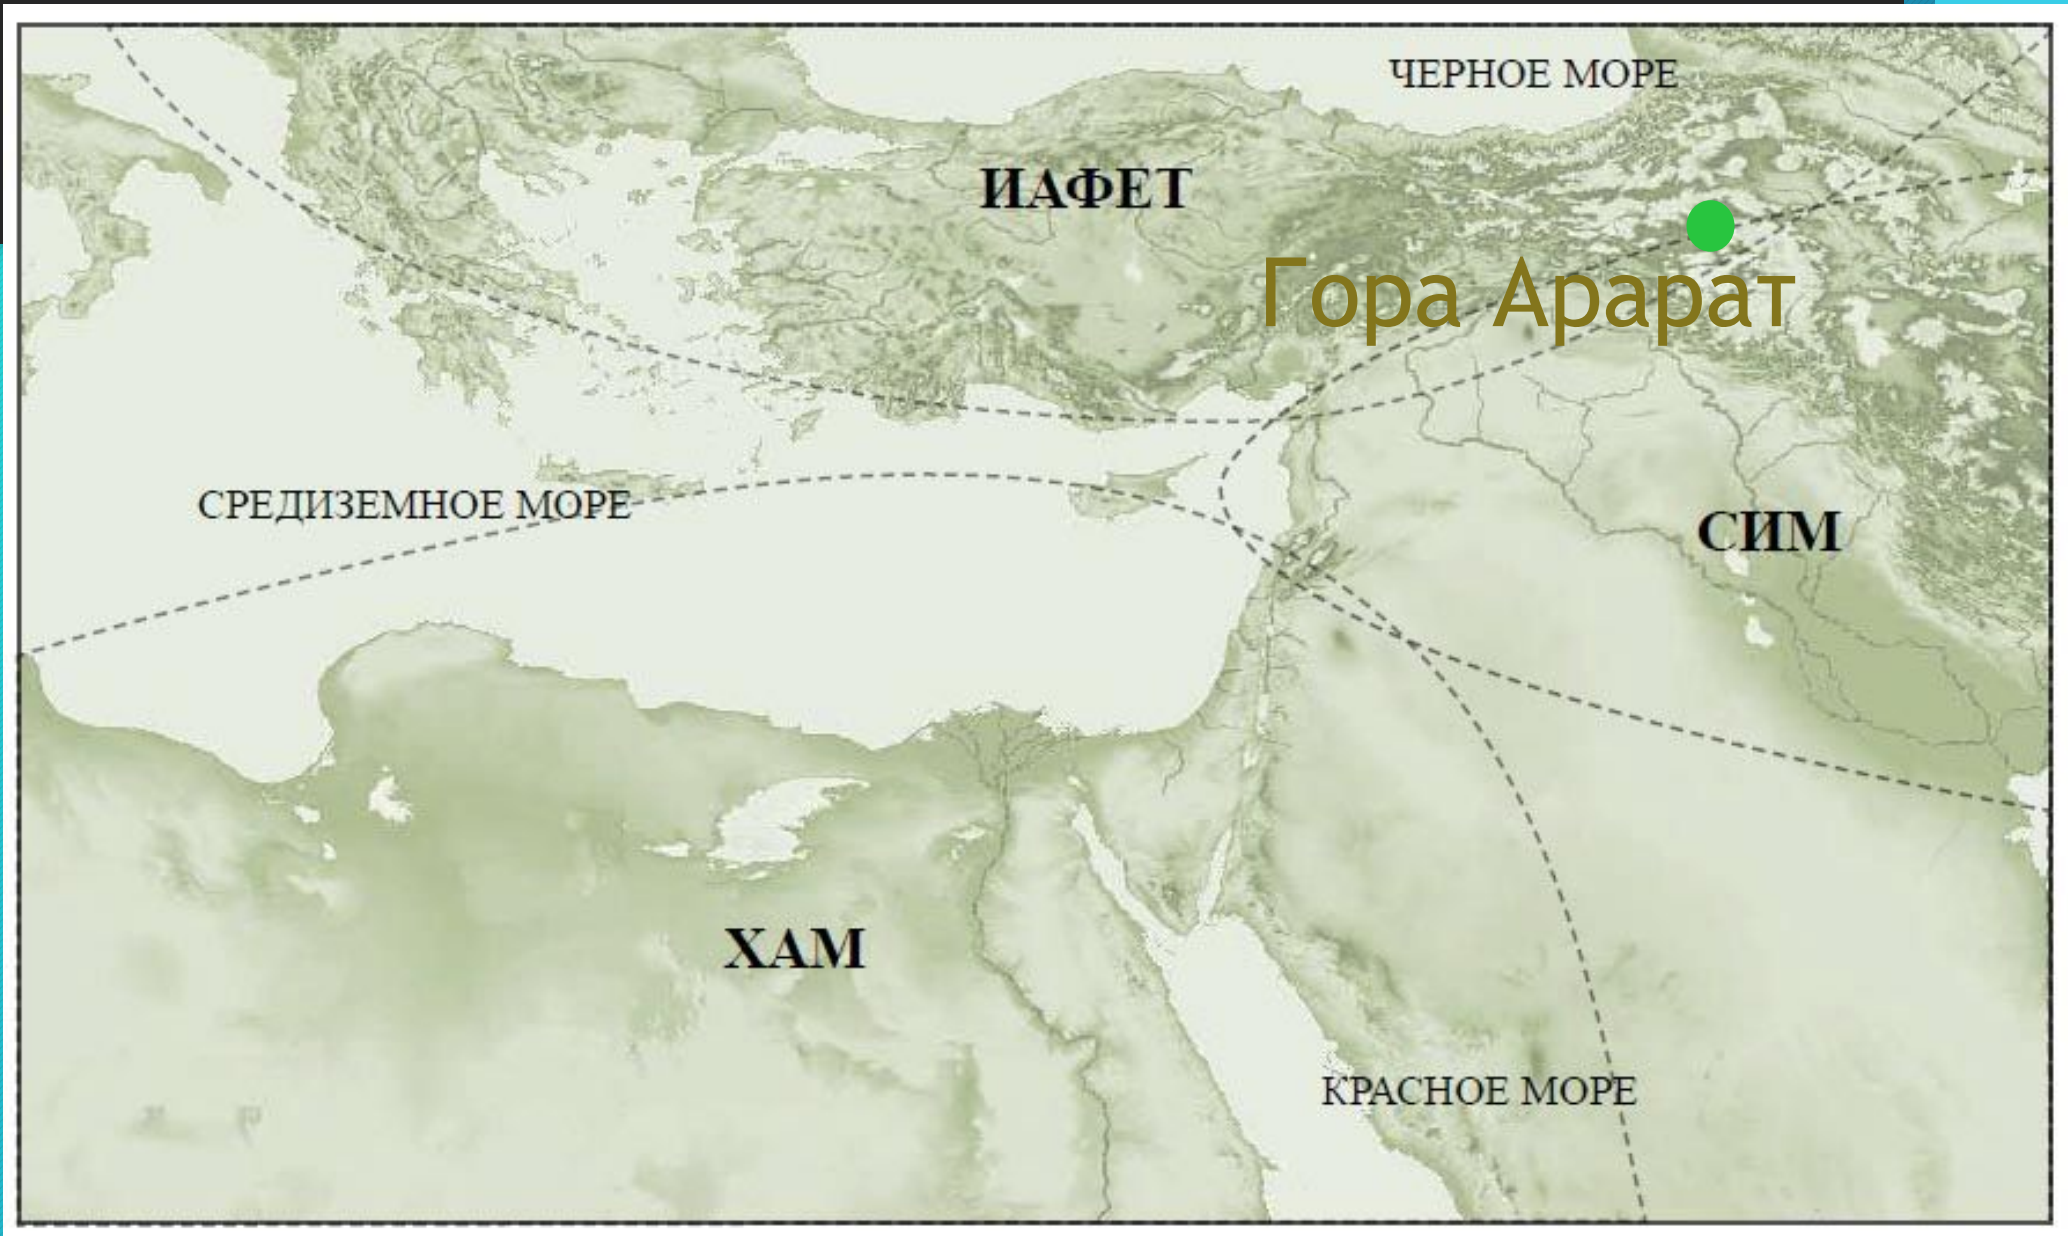 ЧЕРНОЕ МОРЕ
ИАФЕТ
Гора Арарат
СРЕДИЗЕМНОЕ МОРЕ
СИМ
ХАМ
КРАСНОЕ МОРЕ